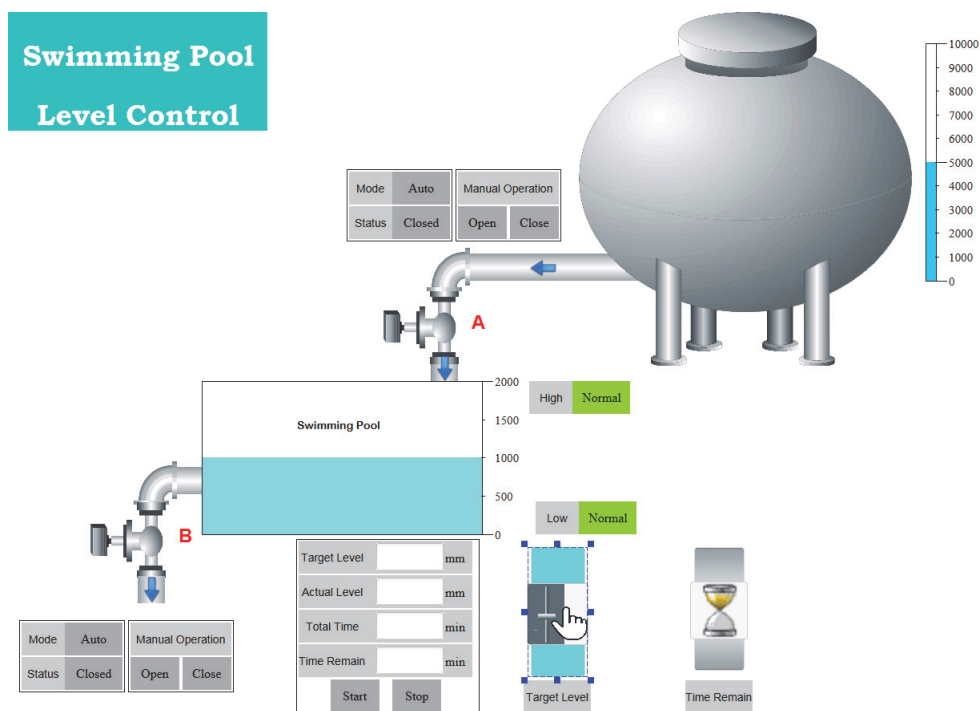 Swimming Pool
Level Control
10000
9000
8000
7000
6000
5000
4000
3000
2000
1000
0
Mode Auto Manual Operation
Status Closed Open Close
A
2000
1500
1000
500
0
High Normal
Swimming Pool
B
Low Normal
Target Level mm
Actual Level mm
Total Time min
Time Remain min
Start Stop
Mode Auto Manual Operation
Status Closed Open Close
Target Level
Time Remain